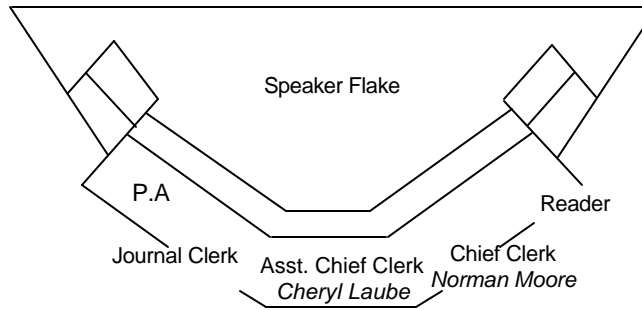 Speaker Flake
P.A
Reader
Journal Clerk
Asst. Chief Clerk
Cheryl Laube
Chief Clerk
Norman Moore